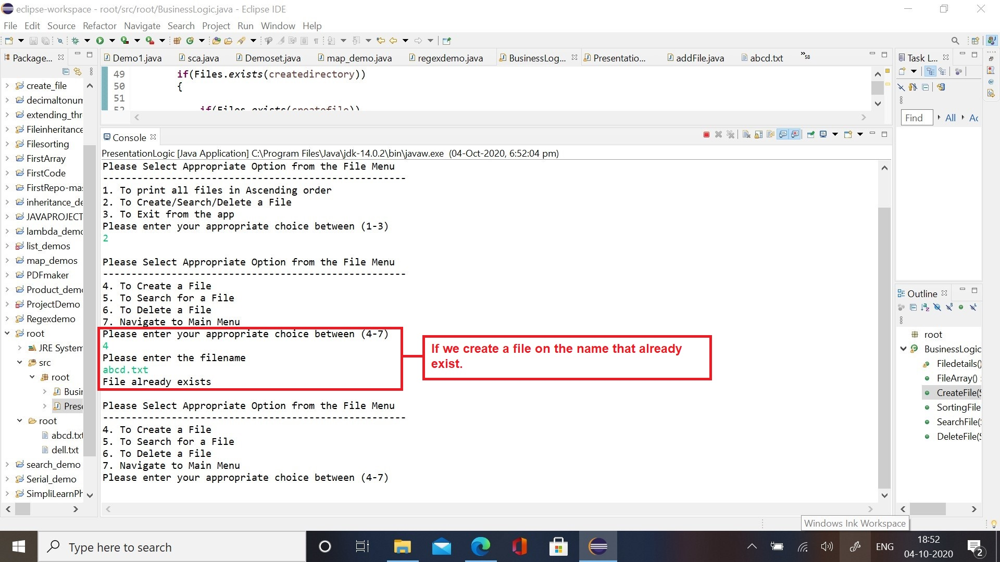 eclipse-workspace - root/src/root/BusinessLogic.java - Eclipse IDE
File Edit Source Refactor Navigate Search Project Run Window Help
Package...
Demo1.java sca.java Demoset.java map_demo.java regexdemo.java BusinessLog... Presentatio... addFile.java abcd.txt »58
Task L...
create_file
decimaltonum
extending_thr
Fileinheritance
Filesorting
FirstArray
FirstCode
FirstRepo-mas
inheritance_de
JAVAPROJECT
lambda_demo
list_demos
map_demos
PDFmaker
Product_demo
ProjectDemo
Regexdemo
root
JRE System
src
root
Busin
Prese
root
abcd.txt
dell.txt
search_demo
Serial_demo
SimpliLearnPh
49 if(Files.exists(createdirectory))
50 {
51
52 if(Files.exists(createfile))
Console
PresentationLogic [Java Application] C:\Program Files\Java\jdk-14.0.2\bin\javaw.exe (04-Oct-2020, 6:52:04 pm)
Please Select Appropriate Option from the File Menu
-----------------------------------------------------
1. To print all files in Ascending order
2. To Create/Search/Delete a File
3. To Exit from the app
Please enter your appropriate choice between (1-3)
2
Please Select Appropriate Option from the File Menu
-----------------------------------------------------
4. To Create a File
5. To Search for a File
6. To Delete a File
7. Navigate to Main Menu
Please enter your appropriate choice between (4-7)
4
Please enter the filename
abcd.txt
File already exists
If we create a file on the name that already
exist.
Please Select Appropriate Option from the File Menu
-----------------------------------------------------
4. To Create a File
5. To Search for a File
6. To Delete a File
7. Navigate to Main Menu
Please enter your appropriate choice between (4-7)
Find All Ac
Outline
root
BusinessLogic
Filedetails()
FileArray() :
CreateFile(S
SortingFile
SearchFile(S
DeleteFile(S
Windows Ink Workspace
Type here to search
ENG
18:52
04-10-2020
2